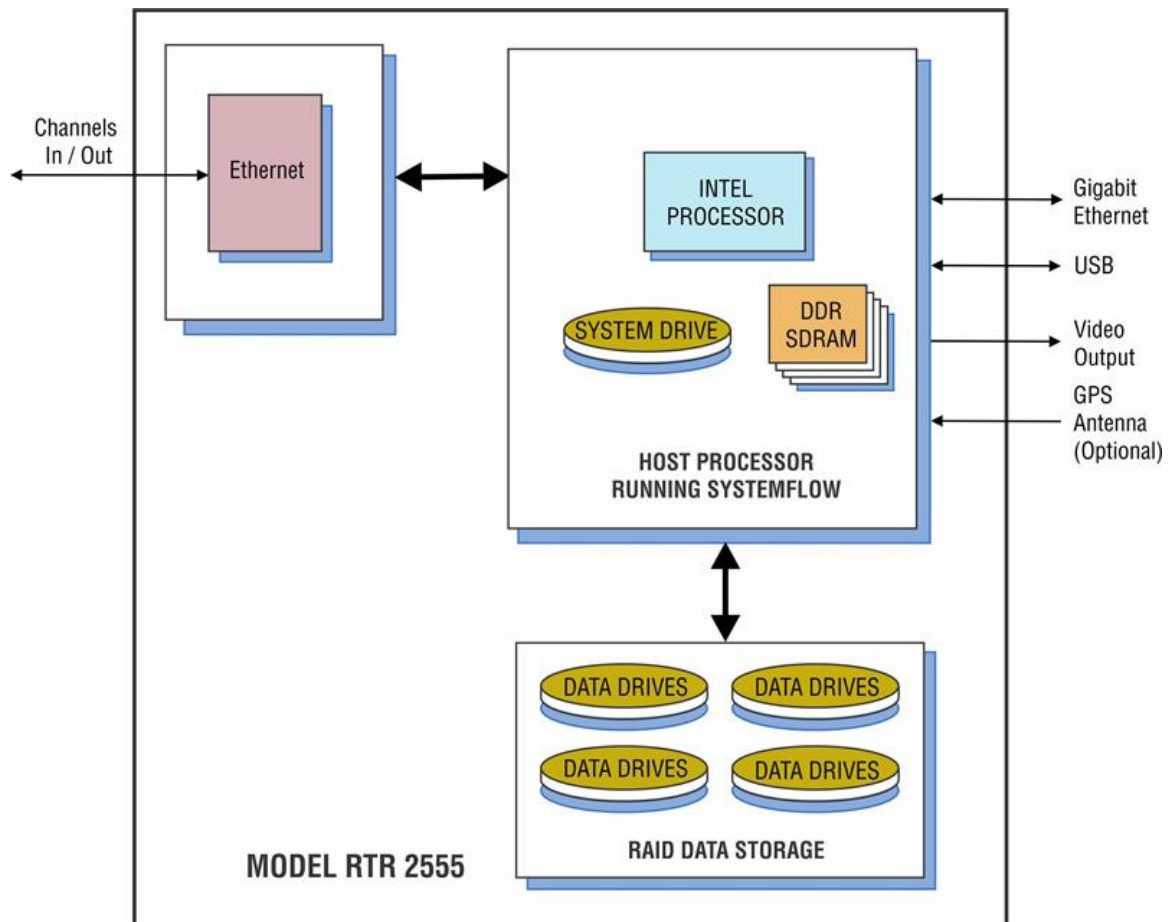 Channels
In / Out
Ethernet
INTEL
PROCESSOR
SYSTEM DRIVE
DDR
SDRAM
HOST PROCESSOR
RUNNING SYSTEMFLOW
Gigabit
Ethernet
USB
Video
Output
GPS
Antenna
(Optional)
DATA DRIVES
DATA DRIVES
DATA DRIVES
DATA DRIVES
RAID DATA STORAGE
MODEL RTR 2555